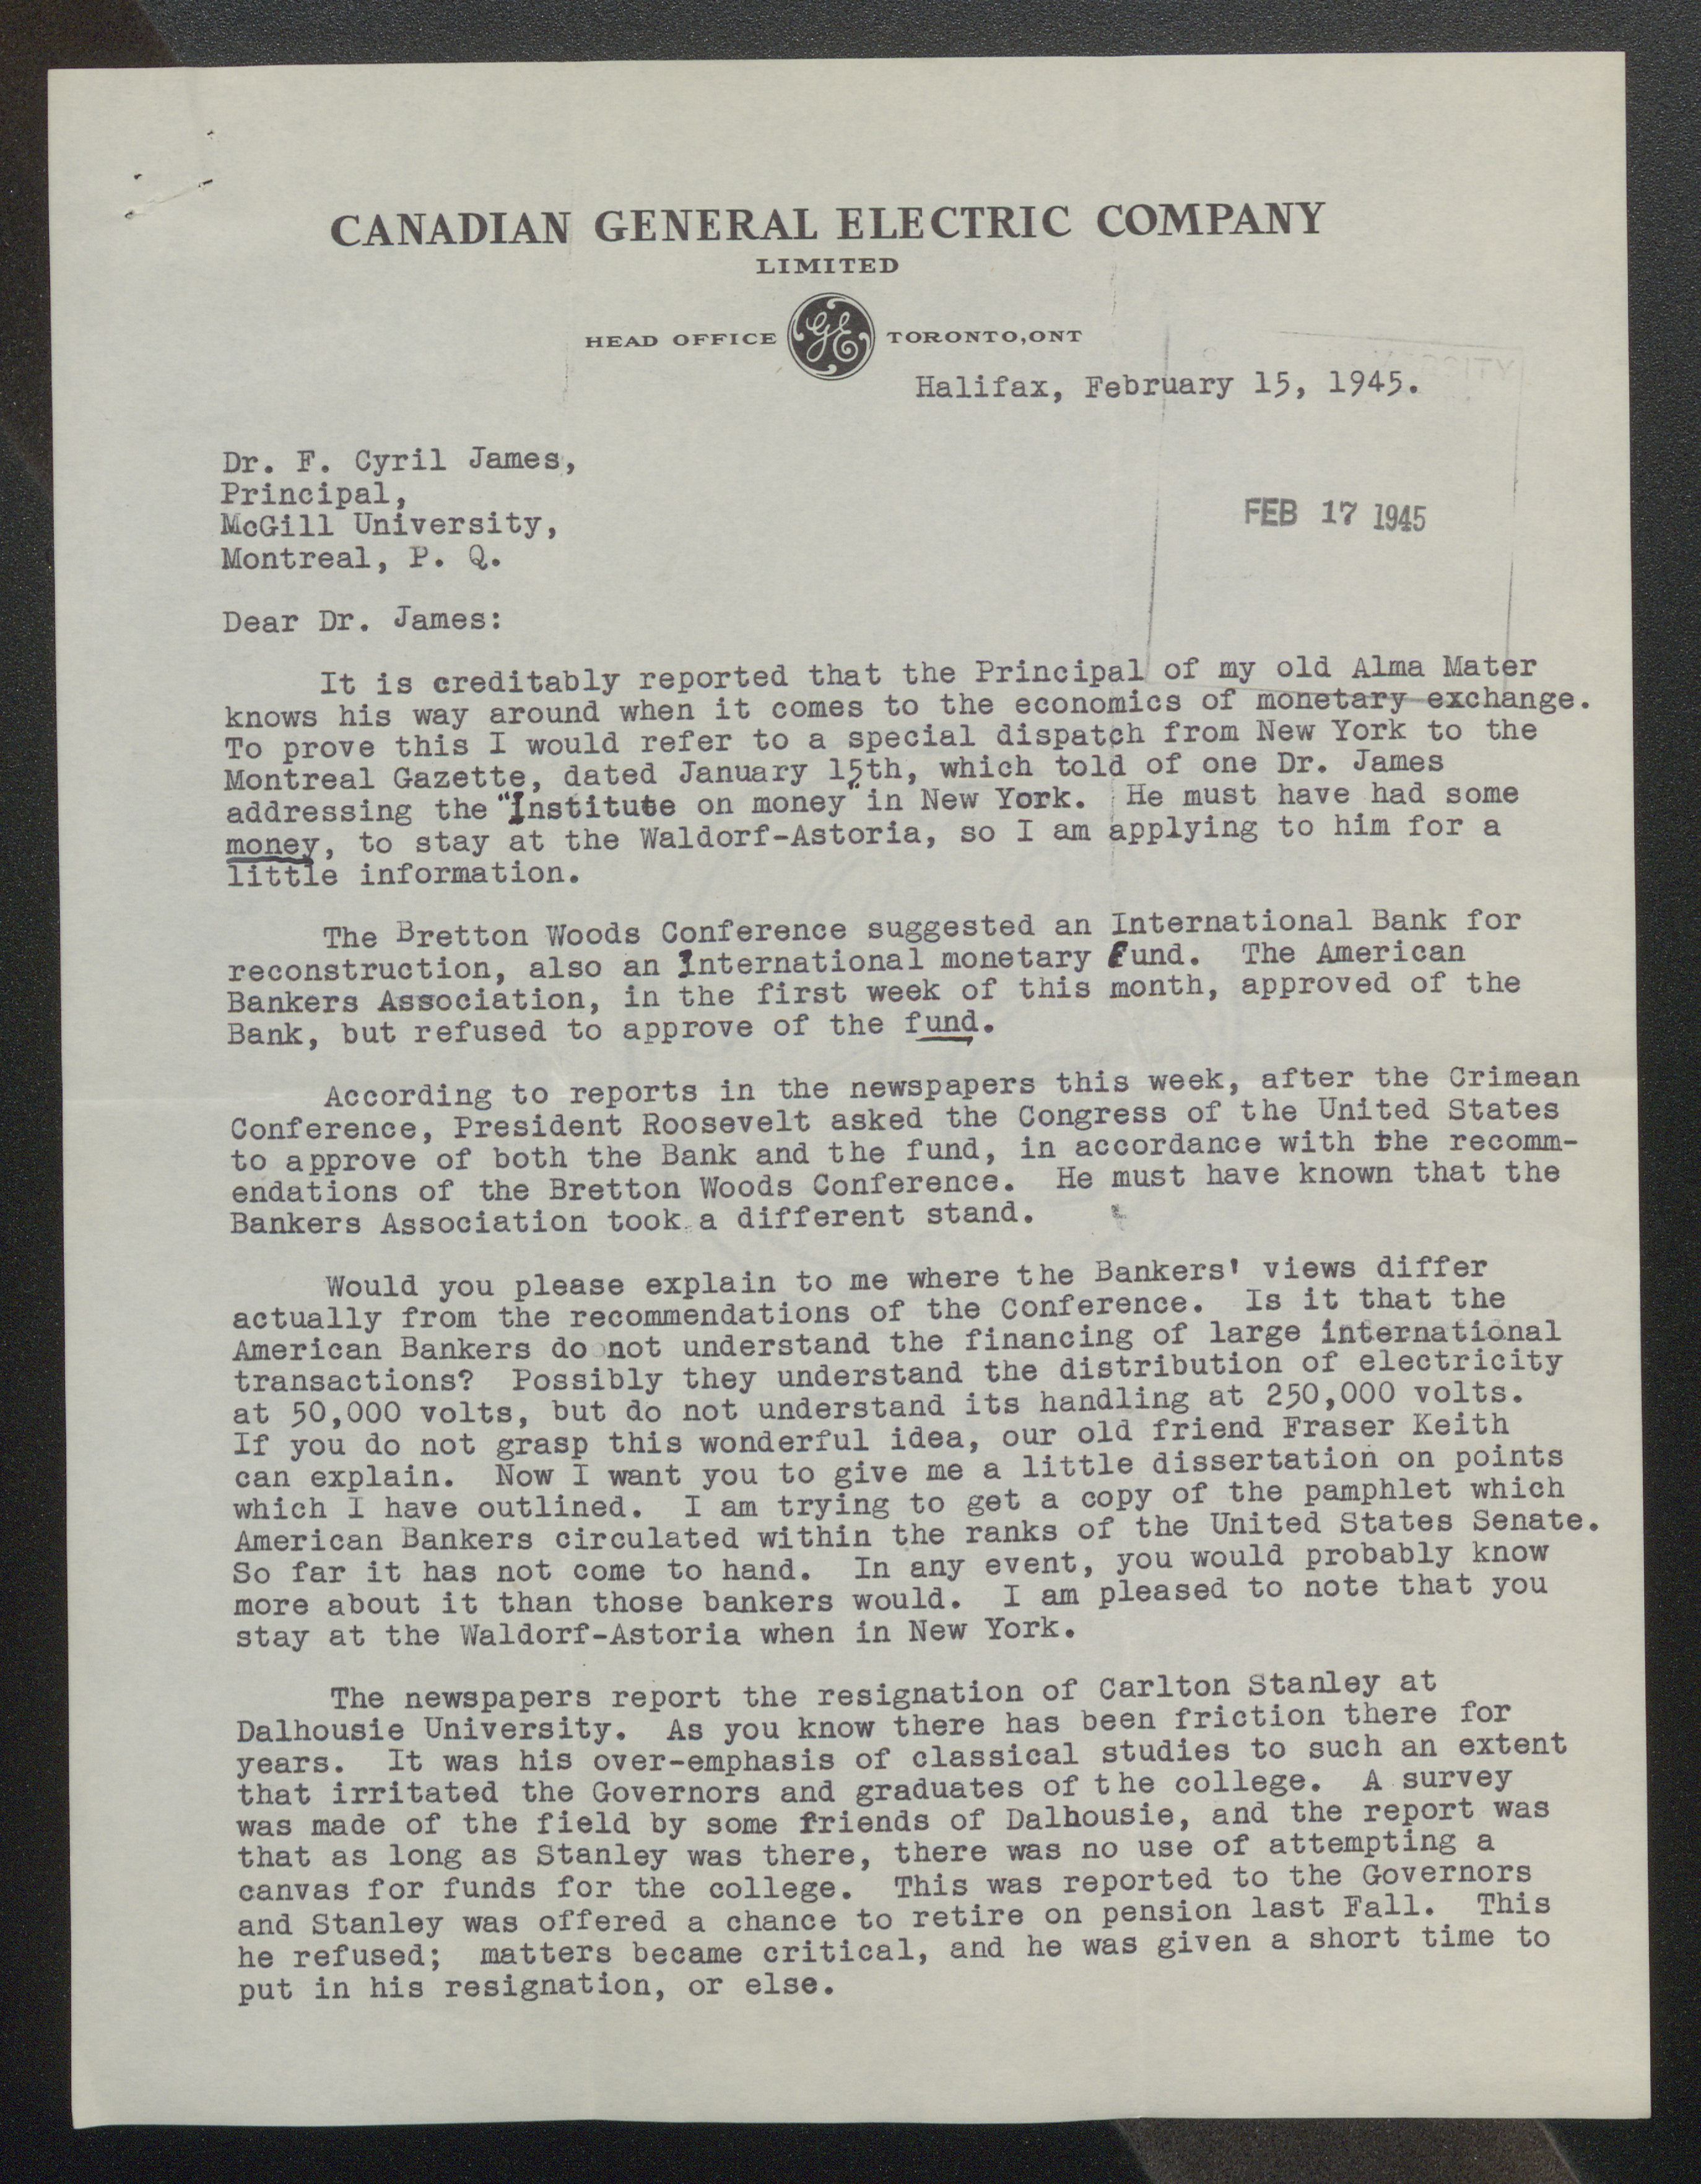 CANADIAN GENERAL ELECTRIC COMPANY
LIMITED
HEAD OFFICE GE TORONTO, ONT
Halifax, February 15, 1945.
Dr. F. Cyril James,
Principal,
McGill University,
Montreal, P. Q.
FEB 17 1945
Dear Dr. James:
It is creditably reported that the Principal of my old Alma Mater
knows his way around when it comes to the economics of monetary exchange.
To prove this I would refer to a special dispatch from New York to the
Montreal Gazette, dated January 15th, which told of one Dr. James
addressing the "Institute on money" in New York. He must have had some
money, to stay at the Waldorf-Astoria, so I am applying to him for a
little information.
The Bretton Woods Conference suggested an International Bank for
reconstruction, also an International monetary fund. The American
Bankers Association, in the first week of this month, approved of the
Bank, but refused to approve of the fund.
According to reports in the newspapers this week, after the Crimean
Conference, President Roosevelt asked the Congress of the United States
to approve of both the Bank and the fund, in accordance with the recomm-
endations of the Bretton Woods Conference. He must have known that the
Bankers Association took a different stand.
Would you please explain to me where the Bankers' views differ
actually from the recommendations of the Conference. Is it that the
American Bankers do not understand the financing of large international
transactions? Possibly they understand the distribution of electricity
at 50,000 volts, but do not understand its handling at 250,000 volts.
If you do not grasp this wonderful idea, our old friend Fraser Keith
can explain. Now I want you to give me a little dissertation on points
which I have outlined. I am trying to get a copy of the pamphlet which
American Bankers circulated within the ranks of the United States Senate.
So far it has not come to hand. In any event, you would probably know
more about it than those bankers would. I am pleased to note that you
stay at the Waldorf-Astoria when in New York.
The newspapers report the resignation of Carlton Stanley at
Dalhousie University. As you know there has been friction there for
years. It was his over-emphasis of classical studies to such an extent
that irritated the Governors and graduates of the college. A survey
was made of the field by some friends of Dalhousie, and the report was
that as long as Stanley was there, there was no use of attempting a
canvas for funds for the college. This was reported to the Governors
and Stanley was offered a chance to retire on pension last Fall. This
he refused; matters became critical, and he was given a short time to
put in his resignation, or else.